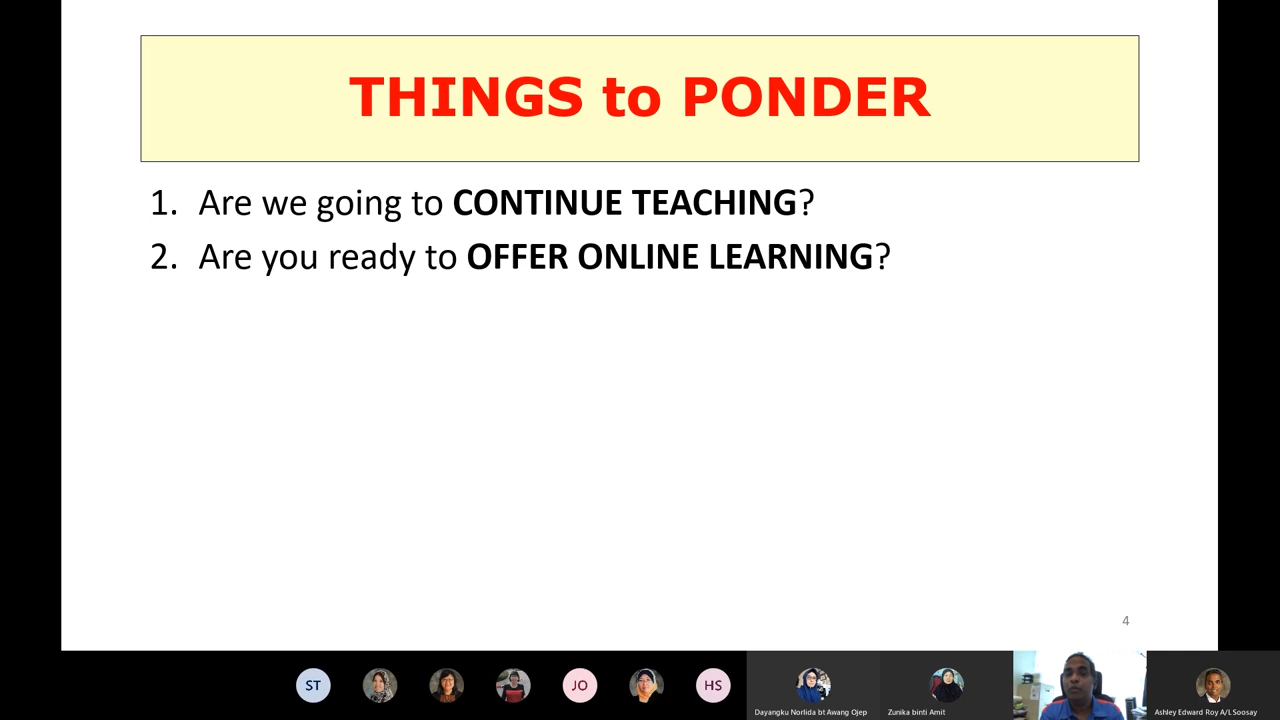 THINGS to PONDER
1. Are we going to CONTINUE TEACHING?
2. Are you ready to OFFER ONLINE LEARNING?
4
ST
JO
HS
Dayangku Norlida bt Awang Ojep
Zunika binti Amit
Ashley Edward Roy A/L Soosay